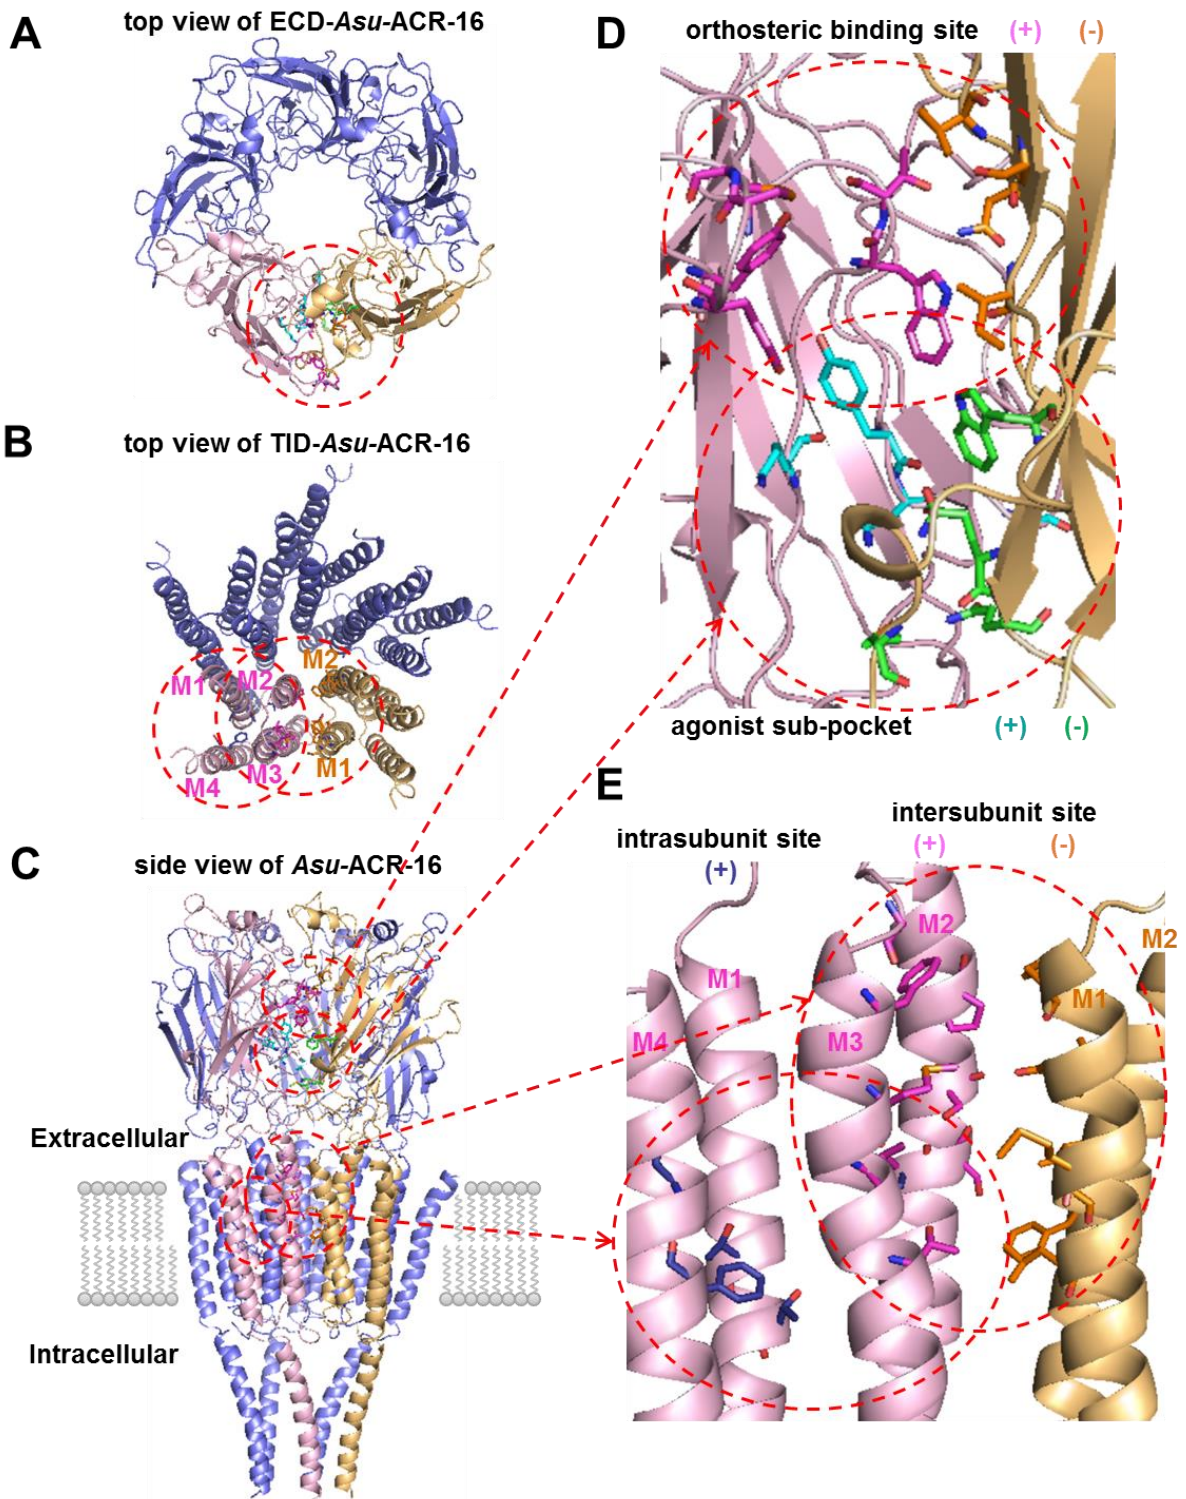 A
top view of ECD-Asu-ACR-16
B
top view of TID-Asu-ACR-16
M1
M2
M2
M4
M3
M1
C
side view of Asu-ACR-16
Extracellular
Intracellular
D
orthosteric binding site (+) (-)
agonist sub-pocket (+) (-)
E
intrasubunit site
(+)
intersubunit site
(+) (-)
M2
M2
M1
M1
M4
M3